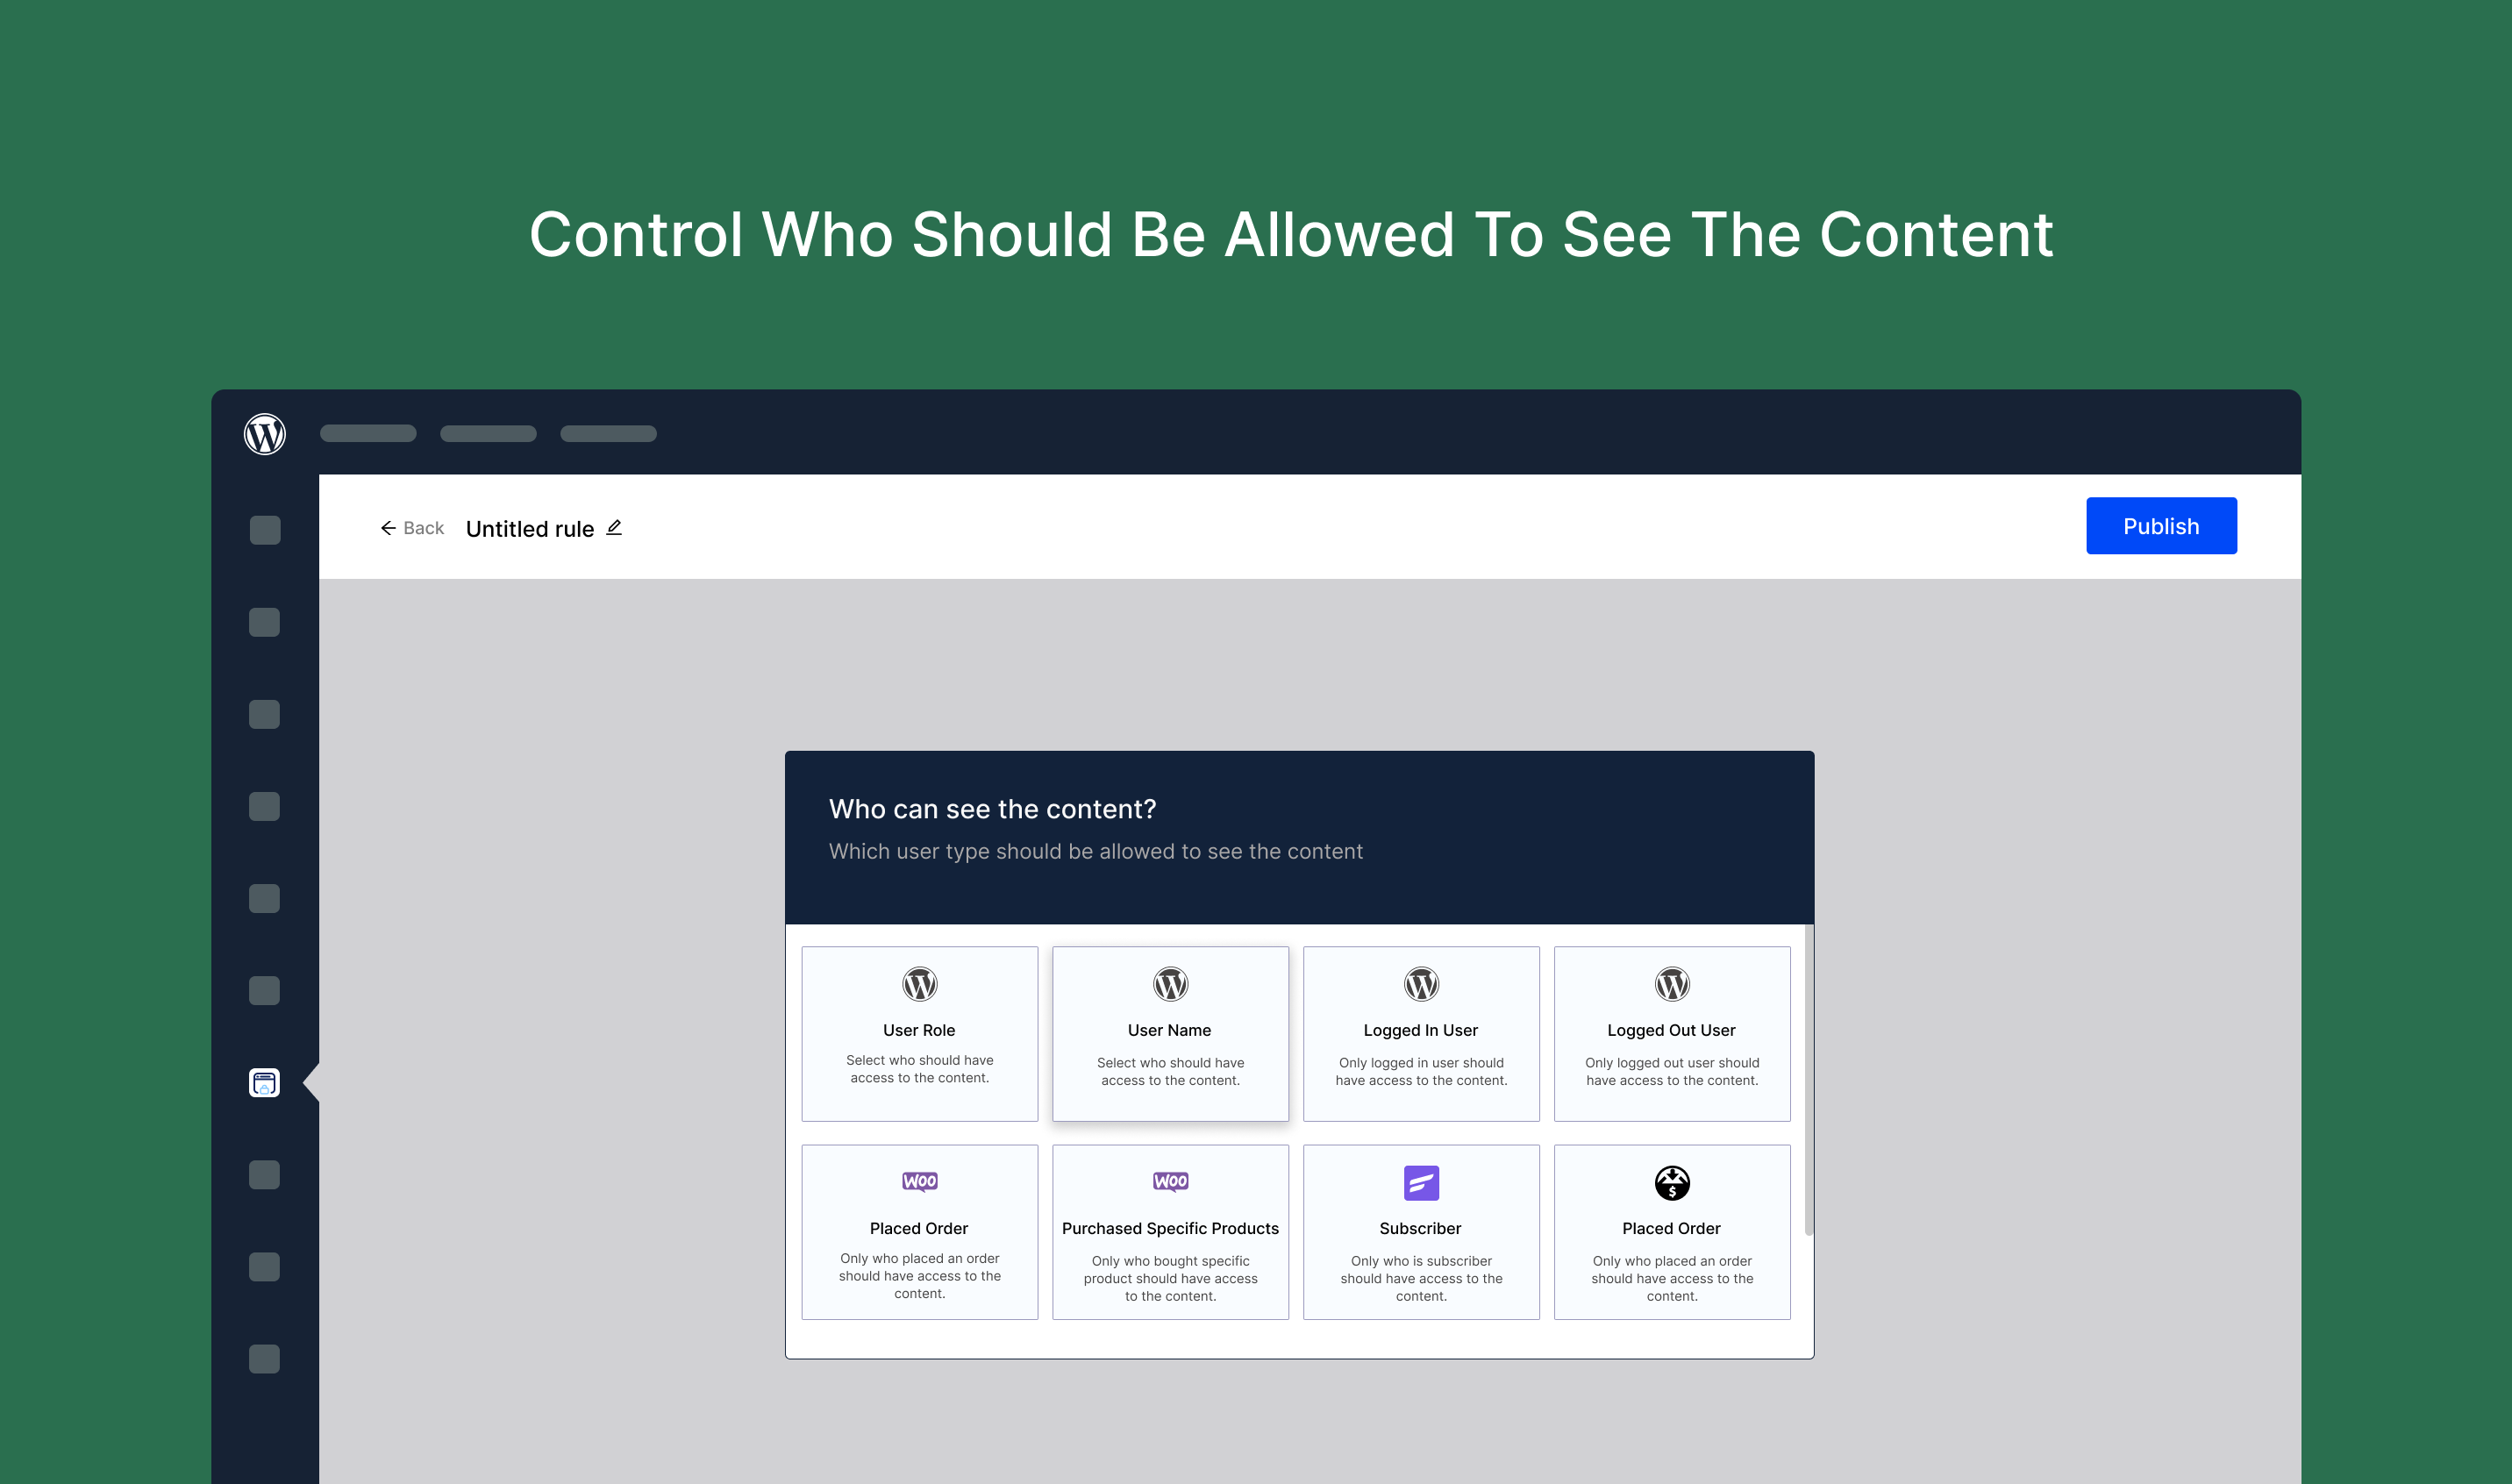 Control Who Should Be Allowed To See The Content
Back
Untitled rule
Publish
Who can see the content?
Which user type should be allowed to see the content
User Role
Select who should have
access to the content.
User Name
Select who should have
access to the content.
Logged In User
Only logged in user should
have access to the content.
Logged Out User
Only logged out user should
have access to the content.
Woo
Placed Order
Only who placed an order
should have access to the
content.
Woo
Purchased Specific Products
Only who bought specific
product should have access
to the content.
Subscriber
Only who is subscriber
should have access to the
content.
$
Placed Order
Only who placed an order
should have access to the
content.